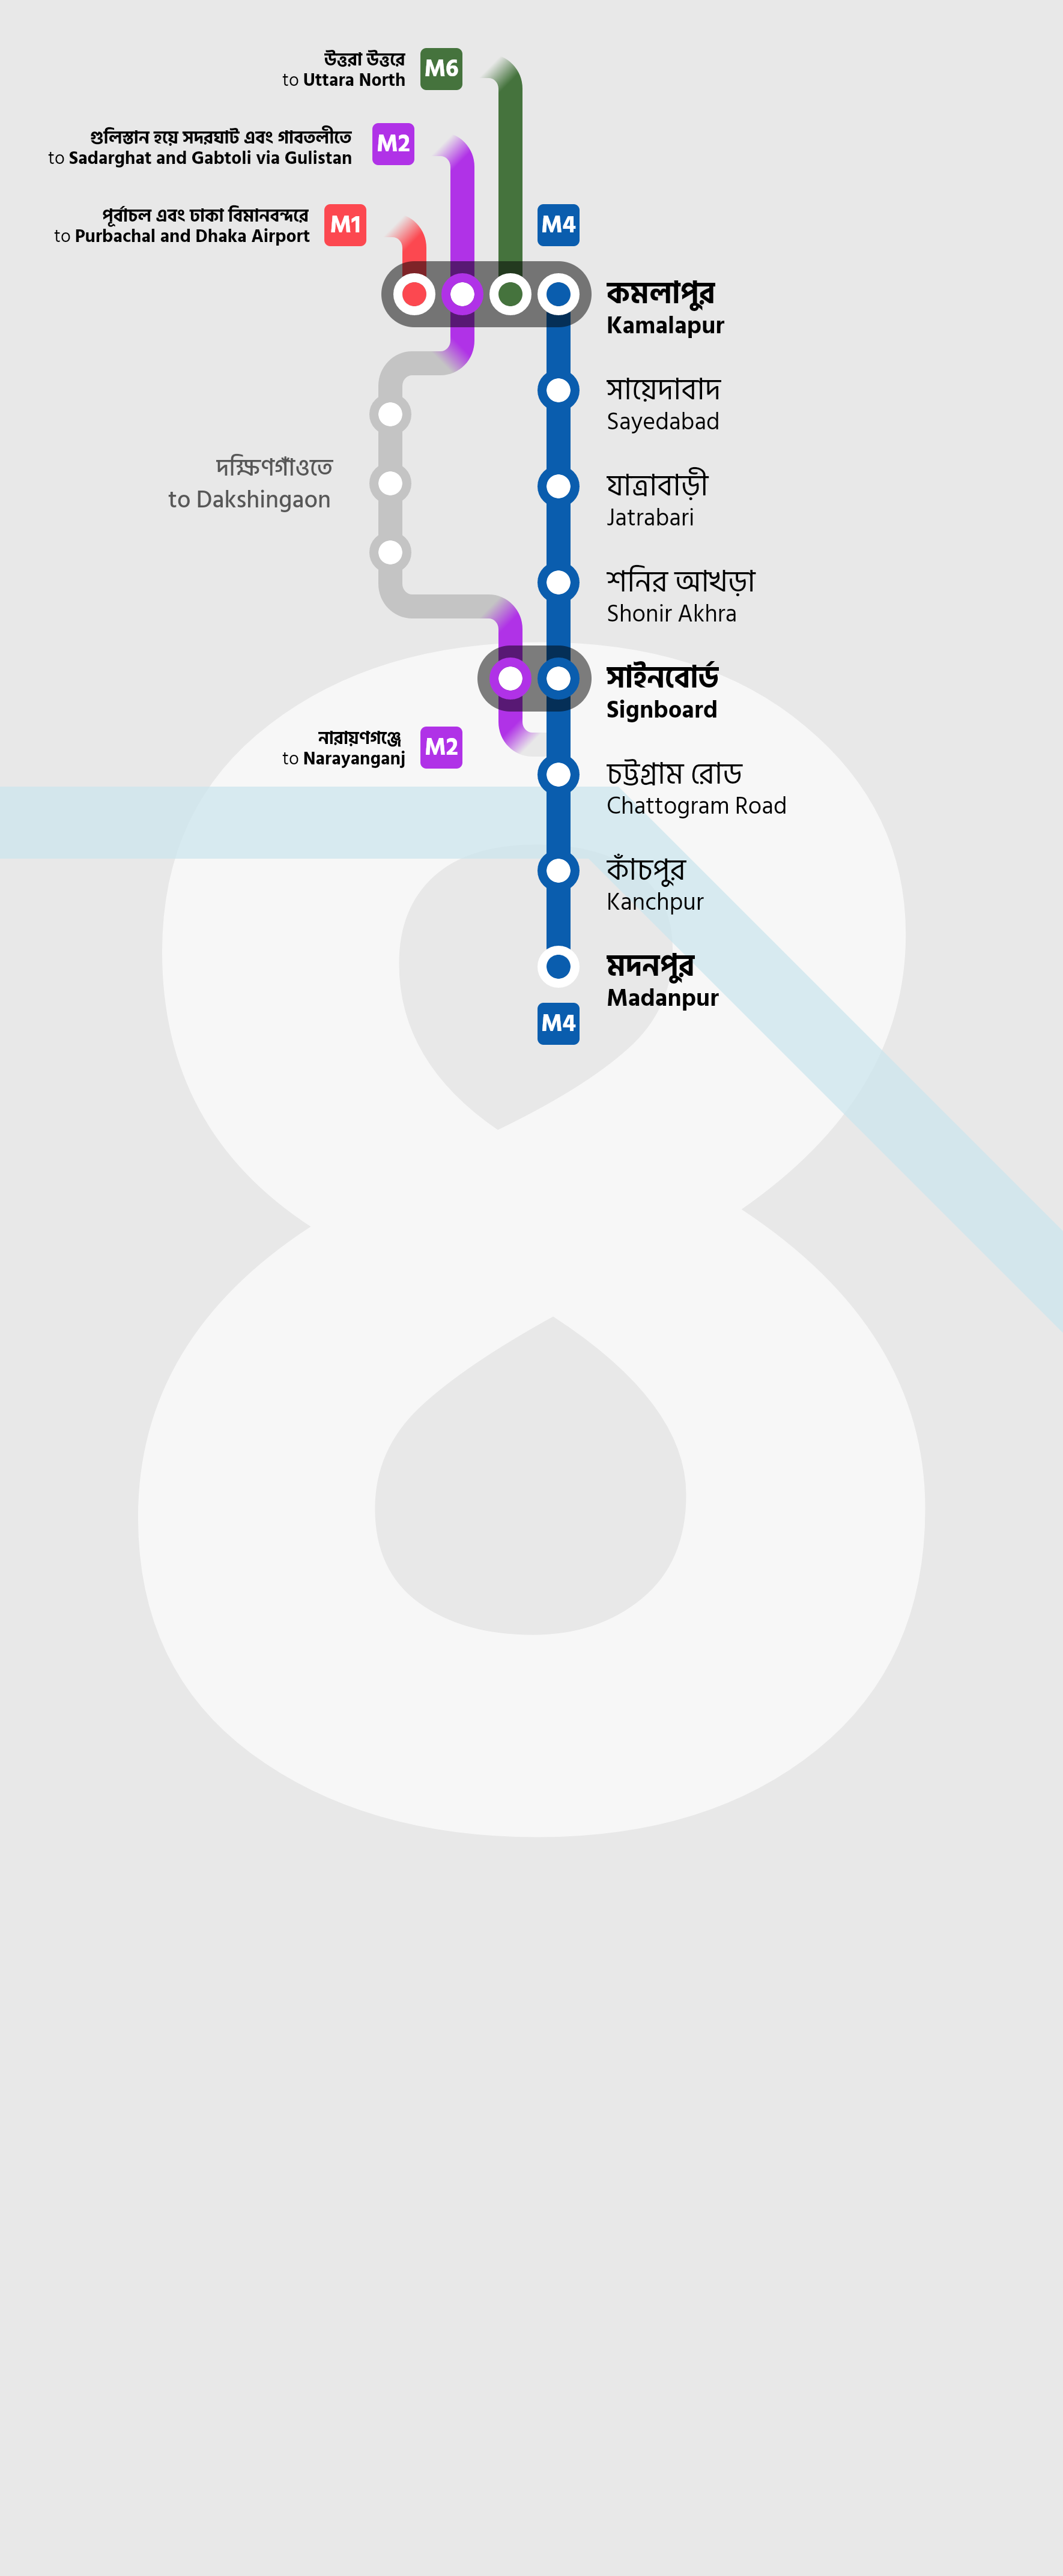 উত্তরা উত্তরে
to Uttara North
M6
গুলিস্তান হয়ে সদরঘাট এবং গাবতলীতে
to Sadarghat and Gabtoli via Gulistan
M2
পূর্বাচল এবং ঢাকা বিমানবন্দরে
to Purbachal and Dhaka Airport
M1
M4
কমলাপুর
Kamalapur
সায়েদাবাদ
Sayedabad
দক্ষিণগাঁওতে
to Dakshingaon
যাত্রাবাড়ী
Jatrabari
শনির আখড়া
Shonir Akhra
সাইনবোর্ড
Signboard
নারায়ণগঞ্জে
to Narayanganj
M2
চট্টগ্রাম রোড
Chattogram Road
কাঁচপুর
Kanchpur
মদনপুর
Madanpur
M4
8